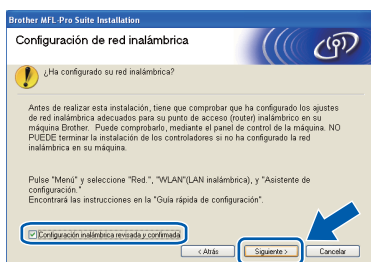 Brother MFL-Pro Suite Installation
Configuración de red inalámbrica
¿Ha configurado su red inalámbrica?
Antes de realizar esta instalación, tiene que comprobar que ha configurado los ajustes
de red inalámbrica adecuados para su punto de acceso (router) inalámbrico en su
máquina Brother. Puede comprobarlo, mediante el panel de control de la máquina. NO
PUEDE terminar la instalación de los controladores si no ha configurado la red
inalámbrica en su máquina.
Pulse "Menú" y seleccione "Red.", "WLAN"(LAN inalámbrica), y "Asistente de
configuración."
Encontrará las instrucciones en la "Guía rápida de configuración".
Configuración inalámbrica revisada y confirmada
< Atrás
Siguiente >
Cancelar